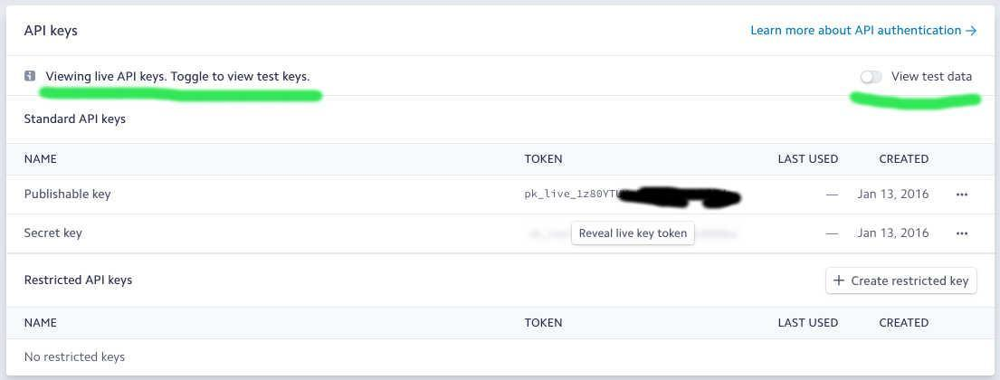 API keys
Learn more about API authentication →
Viewing live API keys. Toggle to view test keys.
View test data
Standard API keys
NAME TOKEN LAST USED CREATED
Publishable key pk_live_1z80YT — Jan 13, 2016 •••
Secret key Reveal live key token — Jan 13, 2016 •••
Restricted API keys
+ Create restricted key
NAME TOKEN LAST USED CREATED
No restricted keys